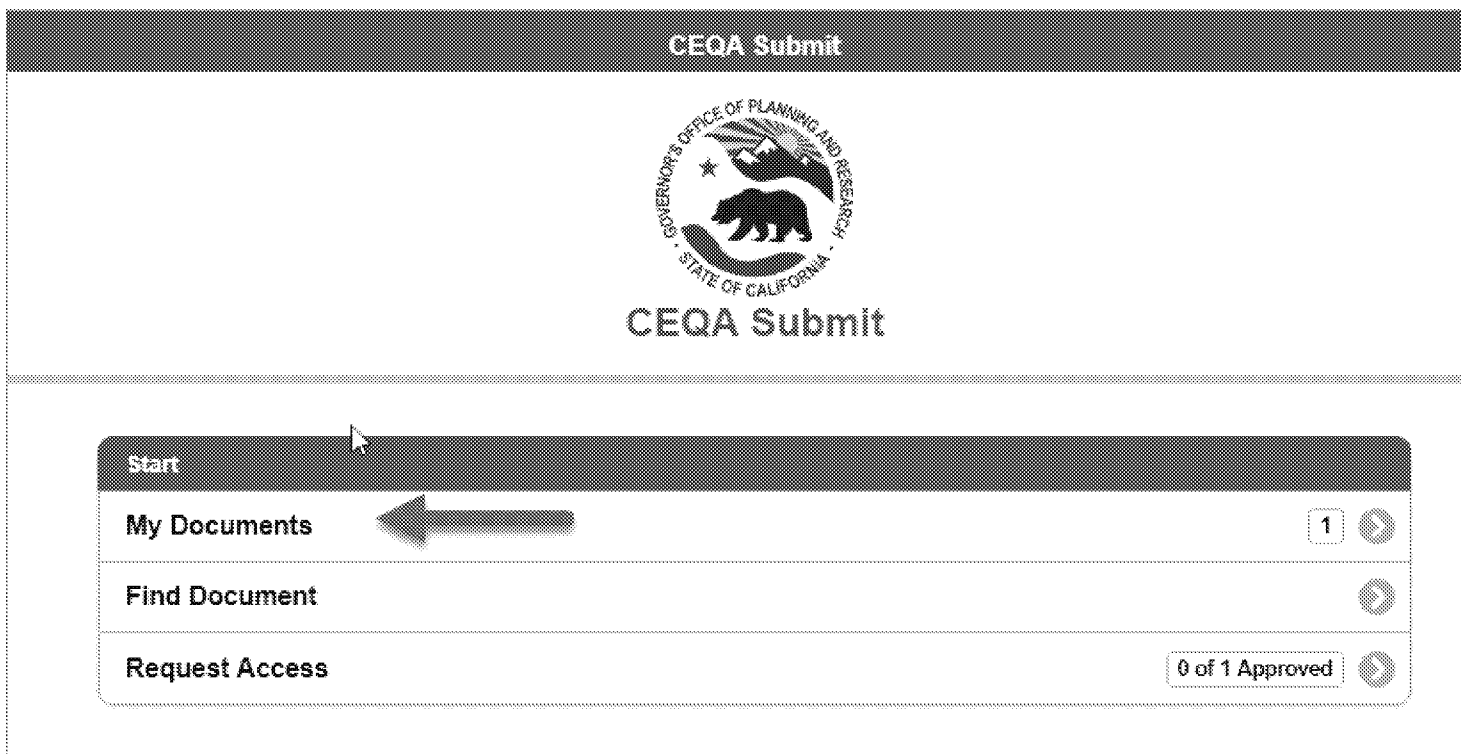 CEQA Submit
GOVERNOR'S OFFICE OF PLANNING AND RESEARCH
· STATE OF CALIFORNIA ·
CEQA Submit
Start
My Documents 1
Find Document
Request Access 0 of 1 Approved